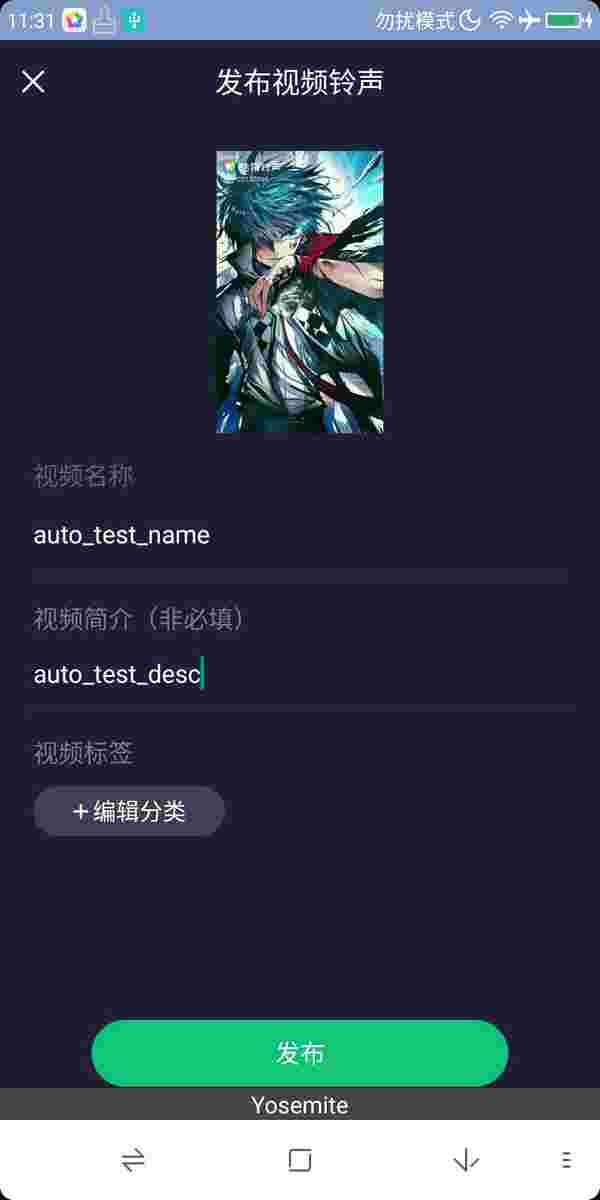 11:31
勿扰模式
发布视频铃声
视频名称
auto_test_name
视频简介（非必填）
auto_test_desc
视频标签
+编辑分类
发布
Yosemite